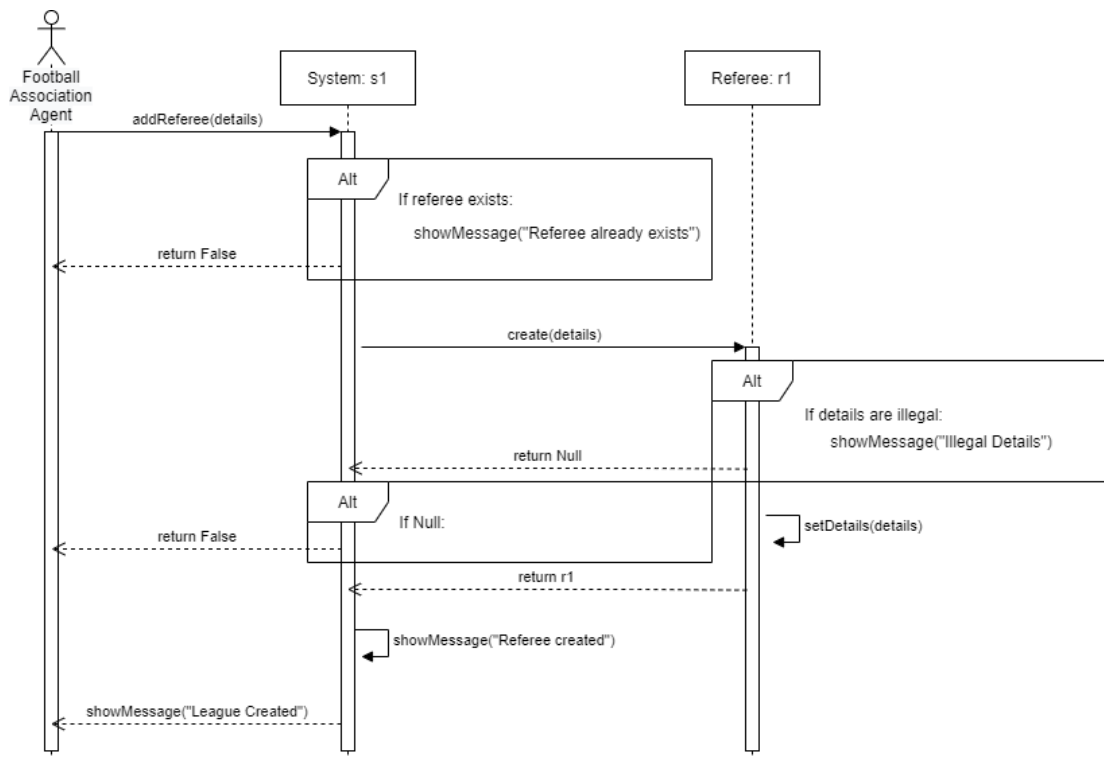 Football
Association
Agent
System: s1
Referee: r1
addReferee(details)
Alt
If referee exists:
showMessage("Referee already exists")
return False
create(details)
Alt
If details are illegal:
showMessage("Illegal Details")
return Null
Alt
If Null:
setDetails(details)
return False
return r1
showMessage("Referee created")
showMessage("League Created")